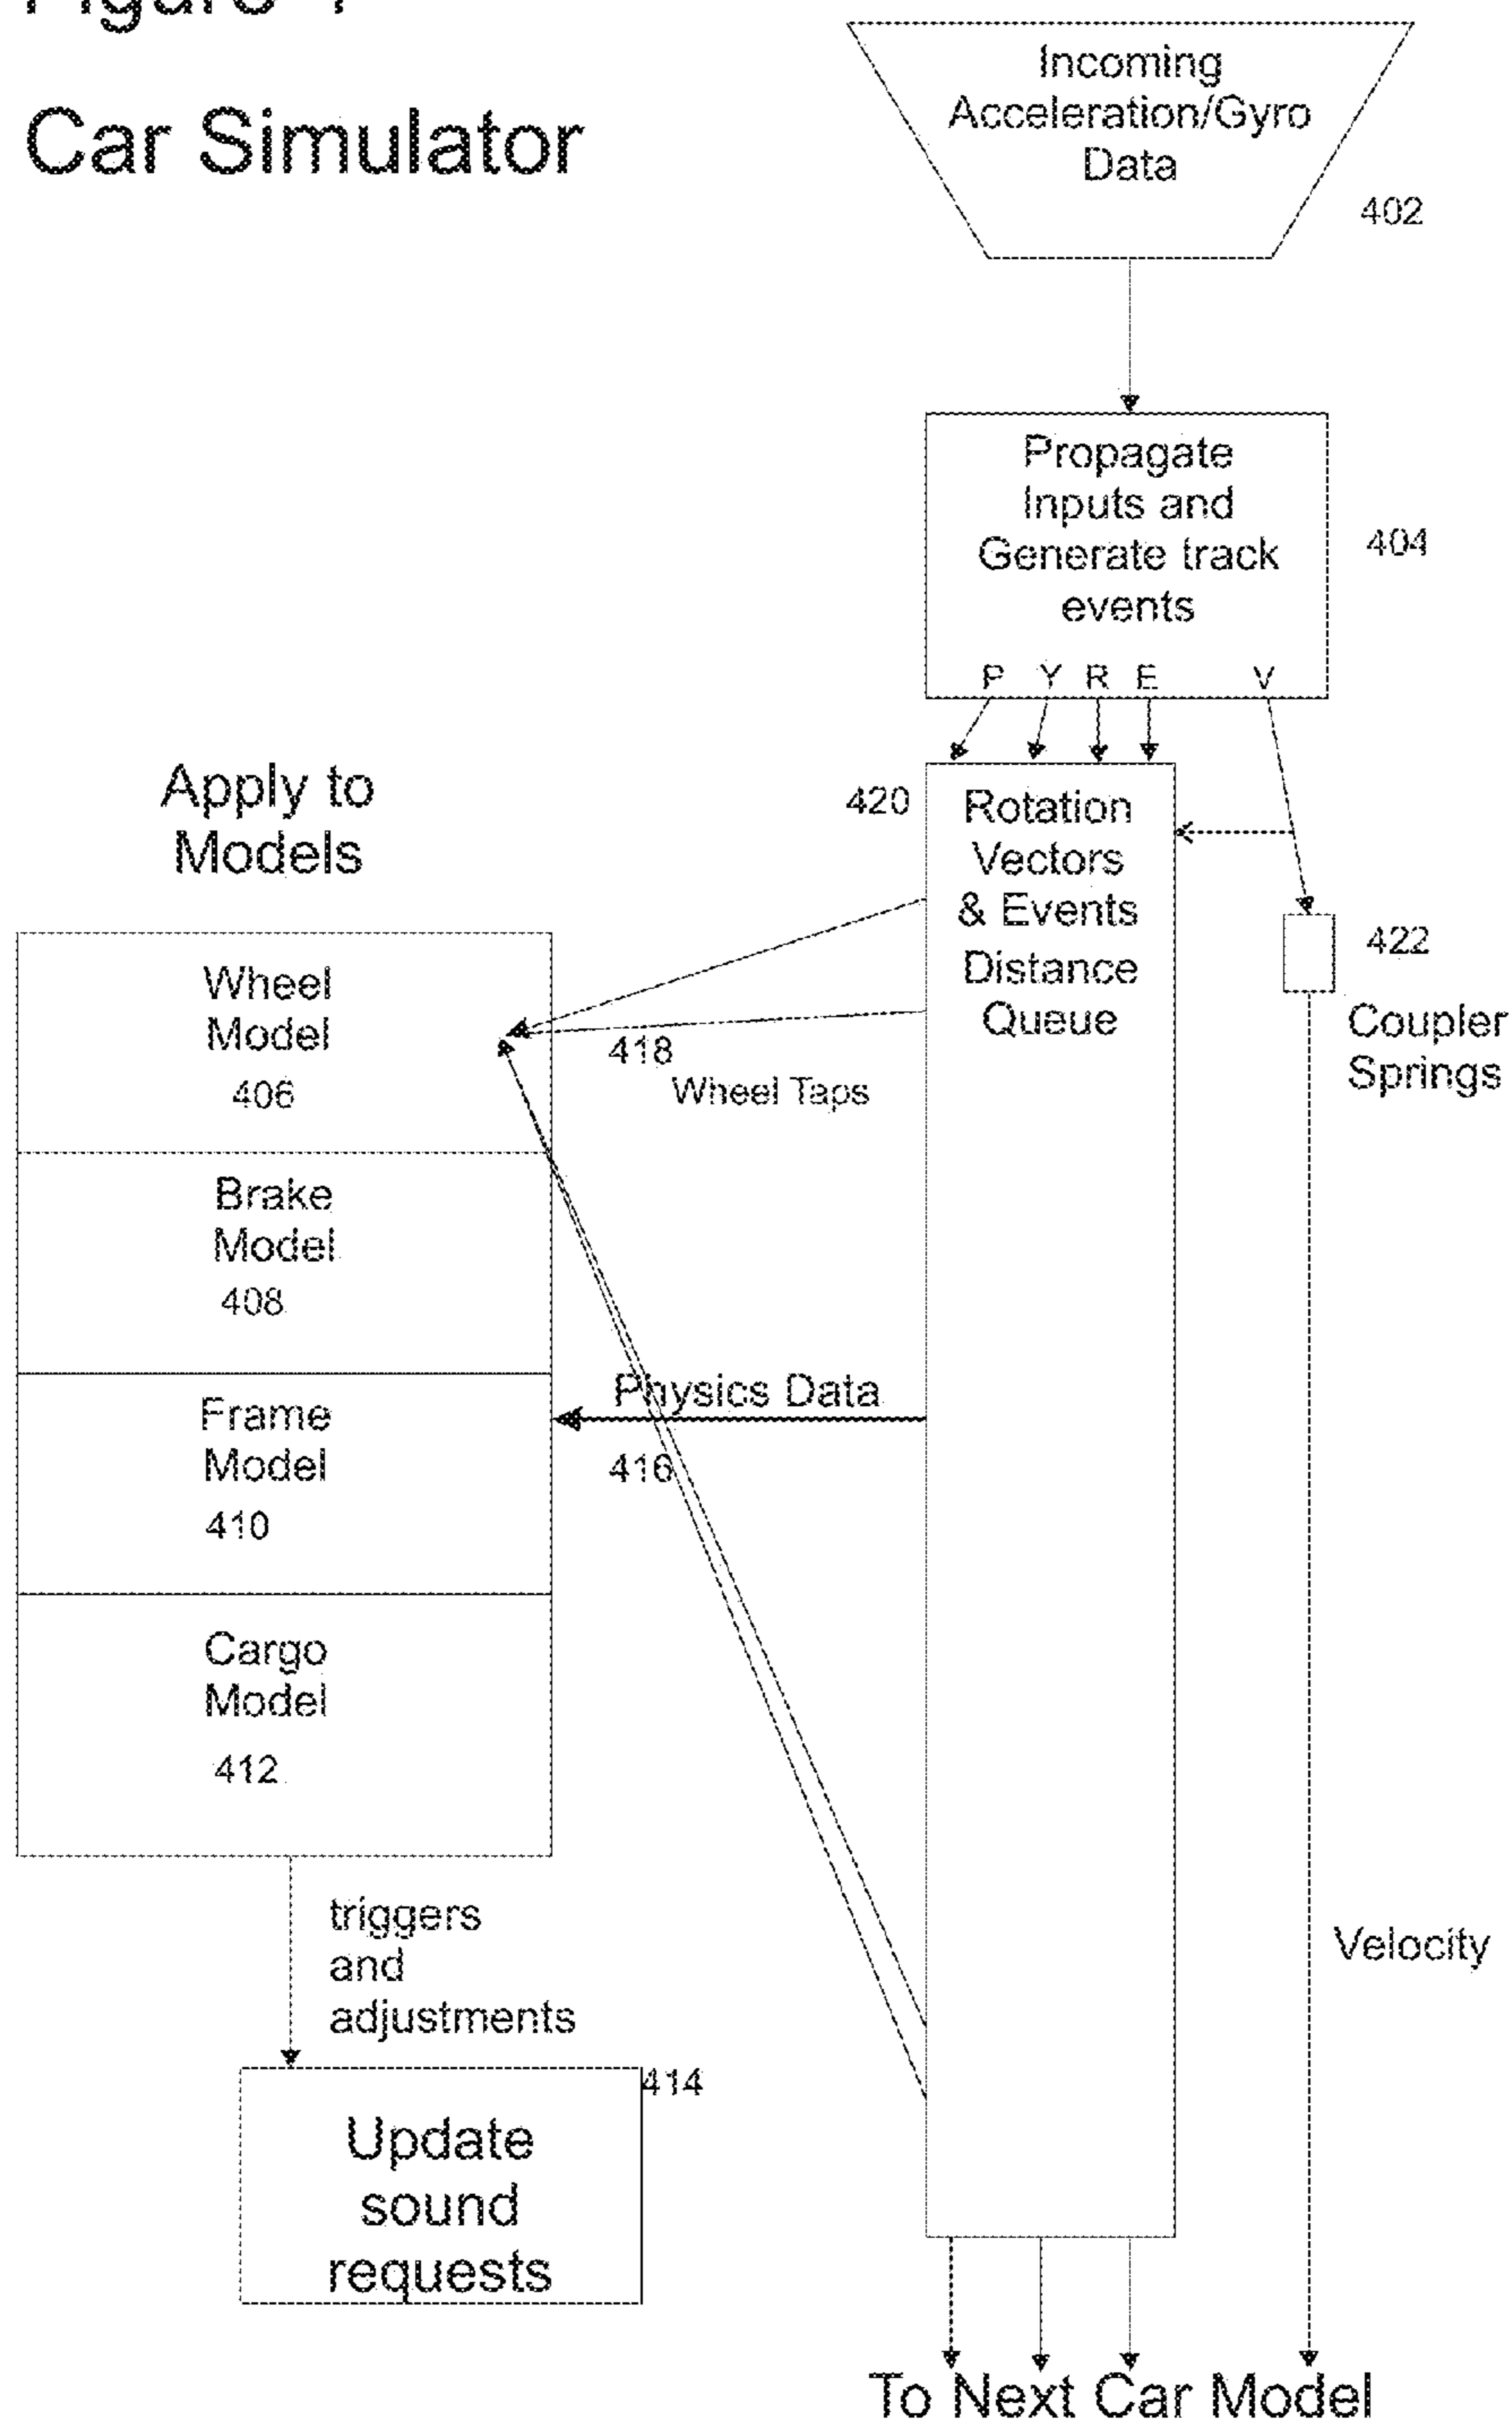 Car Simulator
Incoming
Acceleration/Gyro
Data
402
Propagate
Inputs and
Generate track
events
404
P Y R E V
420
Rotation
Vectors
& Events
Distance
Queue
422
Coupler
Springs
Apply to
Models
Wheel
Model
406
418
Wheel Taps
Brake
Model
408
Physics Data
416
Frame
Model
410
Cargo
Model
412
triggers
and
adjustments
Velocity
414
Update
sound
requests
To Next Car Model